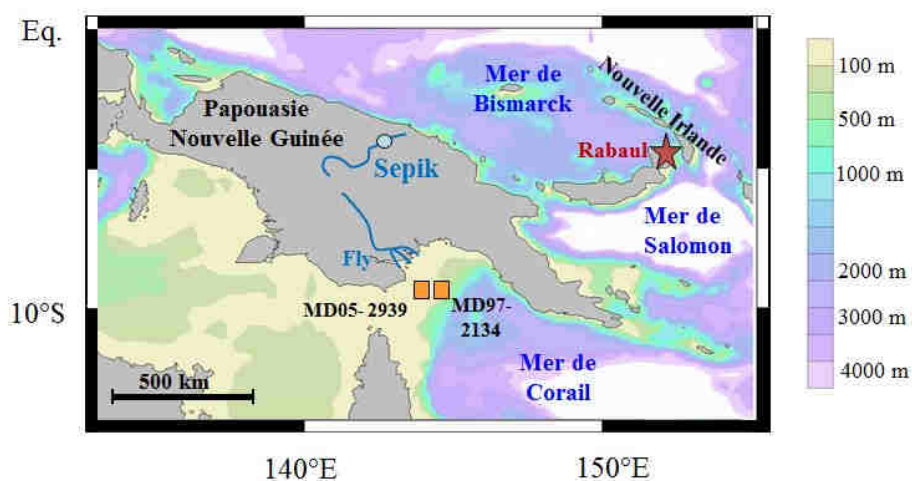 Eq.
10°S
140°E
150°E
Papouasie
Nouvelle Guinée
Mer de
Bismarck
Nouvelle Irlande
Rabaul
Sepik
Mer de
Salomon
Fly
MD05-2939
MD97-
2134
Mer de
Corail
500 km
100 m
500 m
1000 m
2000 m
3000 m
4000 m